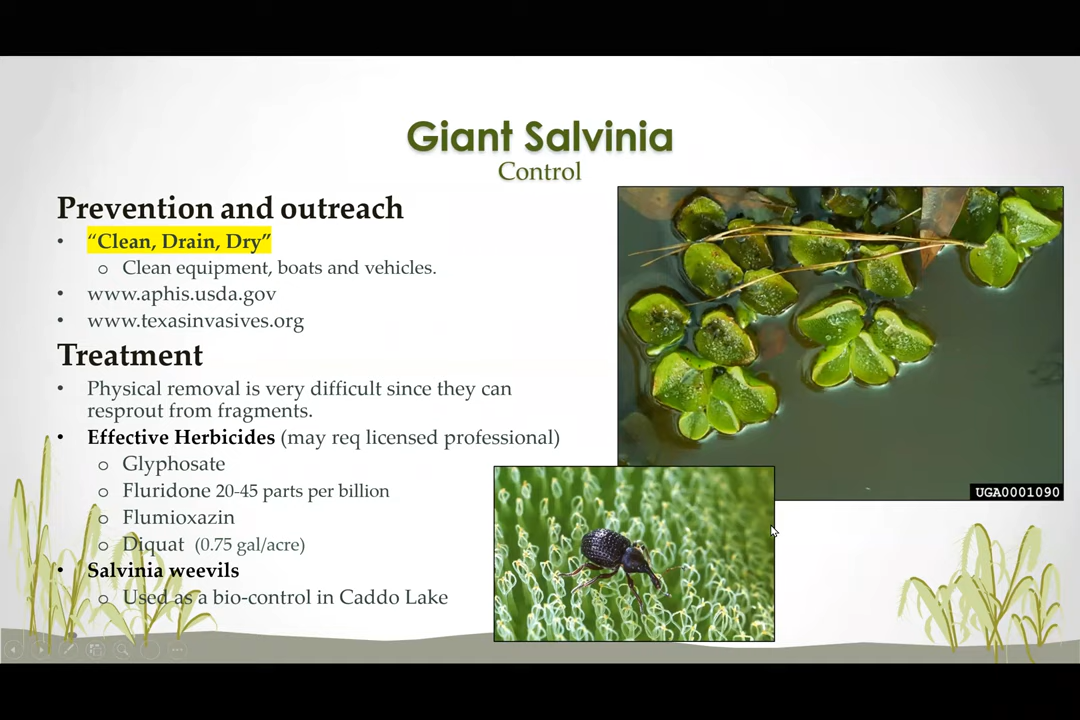 Giant Salvinia
Control
Prevention and outreach
• “Clean, Drain, Dry”
o Clean equipment, boats and vehicles.
• www.aphis.usda.gov
• www.texasinvasives.org
Treatment
• Physical removal is very difficult since they can
resprout from fragments.
• Effective Herbicides (may req licensed professional)
o Glyphosate
o Fluridone 20-45 parts per billion
o Flumioxazin
o Diquat (0.75 gal/acre)
• Salvinia weevils
o Used as a bio-control in Caddo Lake
UGA0001090